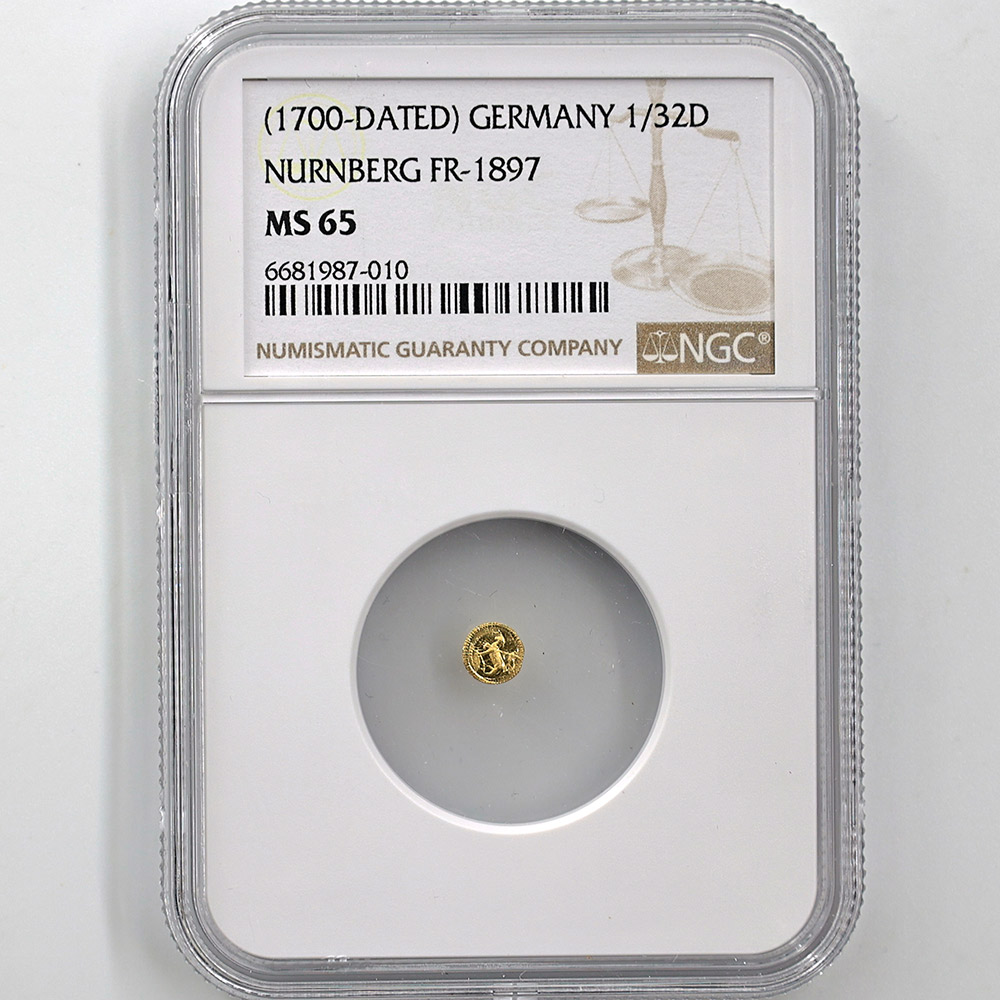 (1700-DATED) GERMANY 1/32D
NURNBERG FR-1897
MS 65
6681987-010
NUMISMATIC GUARANTY COMPANY
NGC®